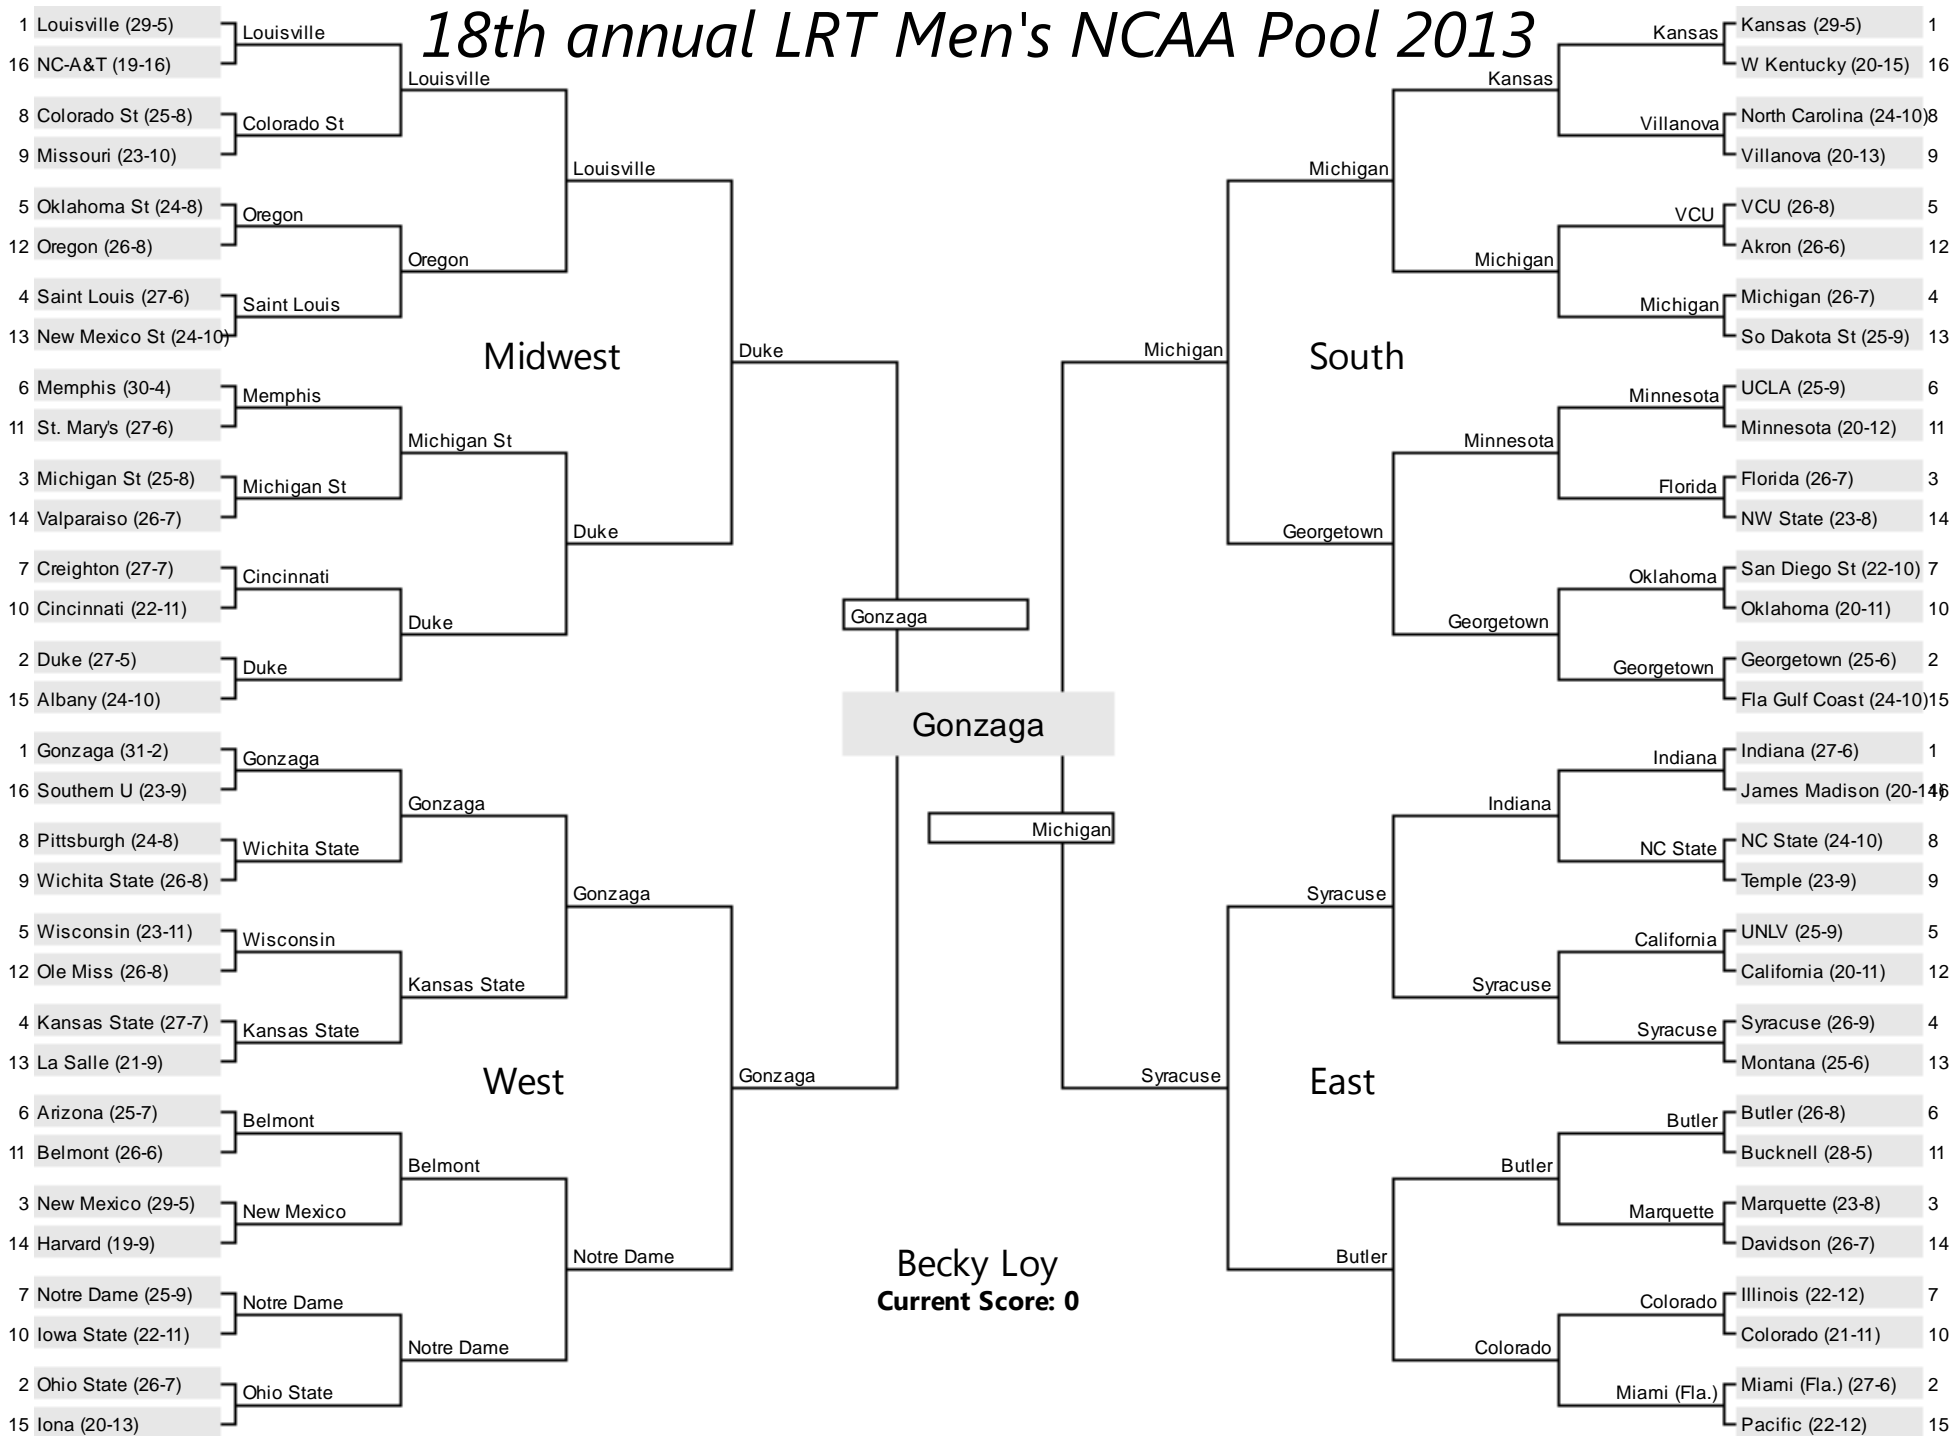 18th annual LRT Men's NCAA Pool 2013
1 Louisville (29-5)
16 NC-A&T (19-16)
8 Colorado St (25-8)
9 Missouri (23-10)
5 Oklahoma St (24-8)
12 Oregon (26-8)
4 Saint Louis (27-6)
13 New Mexico St (24-10)
6 Memphis (30-4)
11 St. Mary's (27-6)
3 Michigan St (25-8)
14 Valparaiso (26-7)
7 Creighton (27-7)
10 Cincinnati (22-11)
2 Duke (27-5)
15 Albany (24-10)
Louisville
Colorado St
Oregon
Saint Louis
Memphis
Michigan St
Cincinnati
Duke
Louisville
Oregon
Michigan St
Duke
Louisville
Duke
Midwest
Duke
1 Gonzaga (31-2)
16 Southern U (23-9)
8 Pittsburgh (24-8)
9 Wichita State (26-8)
5 Wisconsin (23-11)
12 Ole Miss (26-8)
4 Kansas State (27-7)
13 La Salle (21-9)
6 Arizona (25-7)
11 Belmont (26-6)
3 New Mexico (29-5)
14 Harvard (19-9)
7 Notre Dame (25-9)
10 Iowa State (22-11)
2 Ohio State (26-7)
15 Iona (20-13)
Gonzaga
Wichita State
Wisconsin
Kansas State
Belmont
New Mexico
Notre Dame
Ohio State
Gonzaga
Kansas State
Belmont
Notre Dame
Gonzaga
Notre Dame
West
Gonzaga
Gonzaga
Gonzaga
Michigan
Becky Loy
Current Score: 0
Michigan
South
Michigan
Georgetown
Kansas
Michigan
Minnesota
Georgetown
Kansas
Villanova
VCU
Michigan
Minnesota
Florida
Oklahoma
Georgetown
Kansas (29-5) 1
W Kentucky (20-15) 16
North Carolina (24-10) 8
Villanova (20-13) 9
VCU (26-8) 5
Akron (26-6) 12
Michigan (26-7) 4
So Dakota St (25-9) 13
UCLA (25-9) 6
Minnesota (20-12) 11
Florida (26-7) 3
NW State (23-8) 14
San Diego St (22-10) 7
Oklahoma (20-11) 10
Georgetown (25-6) 2
Fla Gulf Coast (24-10) 15
Syracuse
East
Syracuse
Butler
Indiana
Syracuse
Butler
Colorado
Indiana
NC State
California
Syracuse
Butler
Marquette
Colorado
Miami (Fla.)
Indiana (27-6) 1
James Madison (20-14) 16
NC State (24-10) 8
Temple (23-9) 9
UNLV (25-9) 5
California (20-11) 12
Syracuse (26-9) 4
Montana (25-6) 13
Butler (26-8) 6
Bucknell (28-5) 11
Marquette (23-8) 3
Davidson (26-7) 14
Illinois (22-12) 7
Colorado (21-11) 10
Miami (Fla.) (27-6) 2
Pacific (22-12) 15